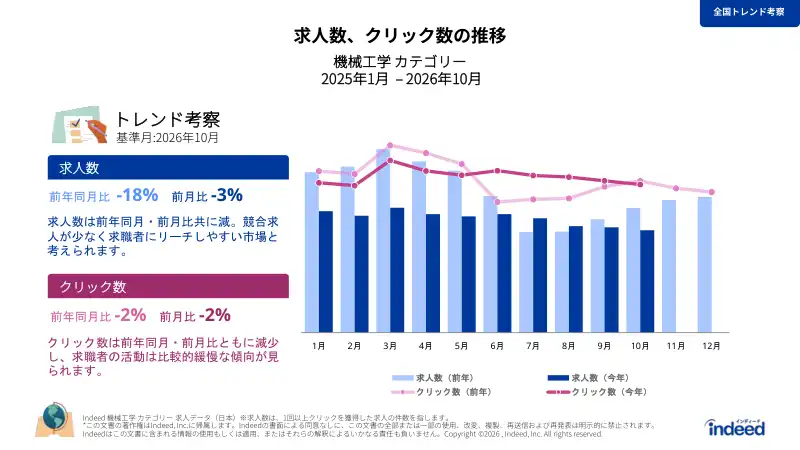 全国トレンド考察
求人数、クリック数の推移
機械工学 カテゴリー
2025年1月 – 2026年10月
トレンド考察
基準月:2026年10月
求人数
前年同月比 -18% 前月比 -3%
求人数は前年同月・前月比共に減。競合求
人が少なく求職者にリーチしやすい市場と
考えられます。
クリック数
前年同月比 -2% 前月比 -2%
クリック数は前年同月・前月比ともに減少
し、求職者の活動は比較的緩慢な傾向が見
られます。
1月 2月 3月 4月 5月 6月 7月 8月 9月 10月 11月 12月
求人数（前年） 求人数（今年）
クリック数（前年） クリック数（今年）
Indeed 機械工学 カテゴリー 求人データ（日本）※求人数は、1回以上クリックを獲得した求人の件数を指します。
*この文書の著作権はIndeed, Inc.に帰属します。Indeedの書面による同意なしに、この文書の全部または一部の使用、改変、複製、再送信および再発表は明示的に禁止されます。
Indeedはこの文書に含まれる情報の使用もしくは適用、またはそれらの解釈によるいかなる責任も負いません。Copyright ©2026 , Indeed, Inc. All rights reserved.
インディード
indeed